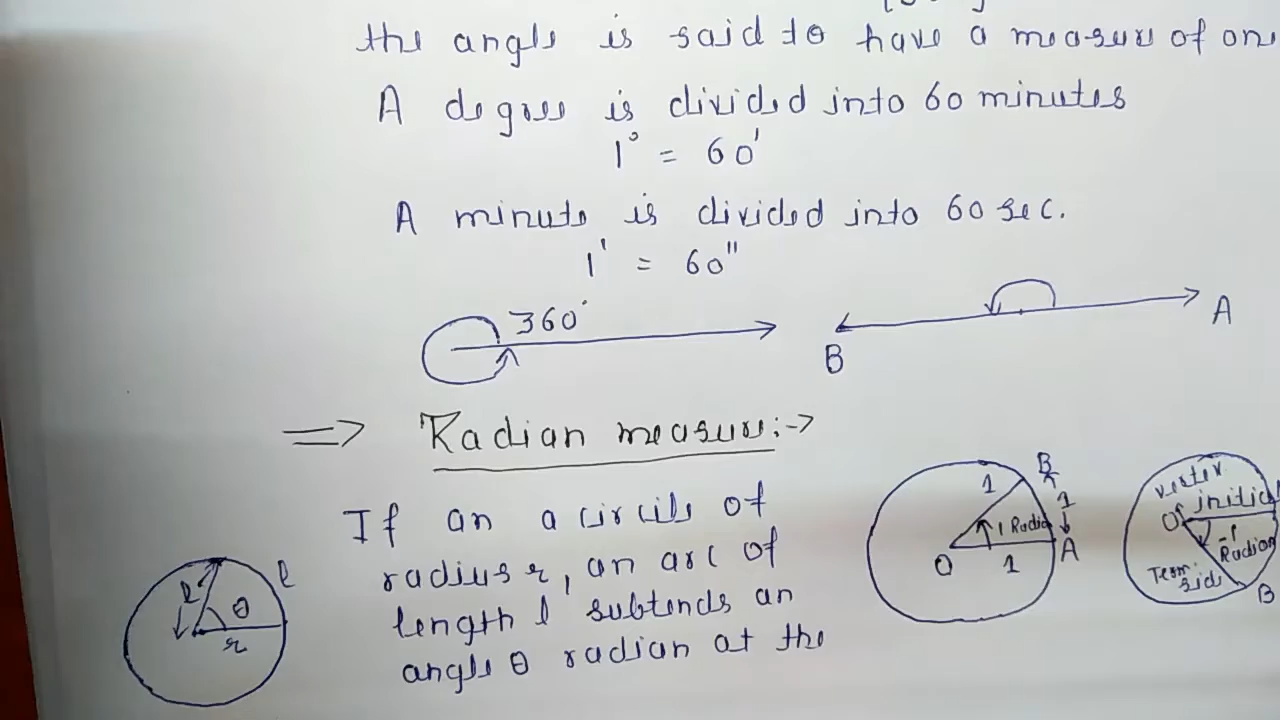 the angle is said to have a measure of one
A degree is divided into 60 minutes
1° = 60'
A minute is divided into 60 sec.
1' = 60"
360°
B A
=> Radian measure:->
If an a circle of
radius r, an arc of
length l subtends an
angle θ radian at the
l θ r
B 1 1 1 Radian O 1 A
vertex
O initial
-1
Radian
Term.
side
B